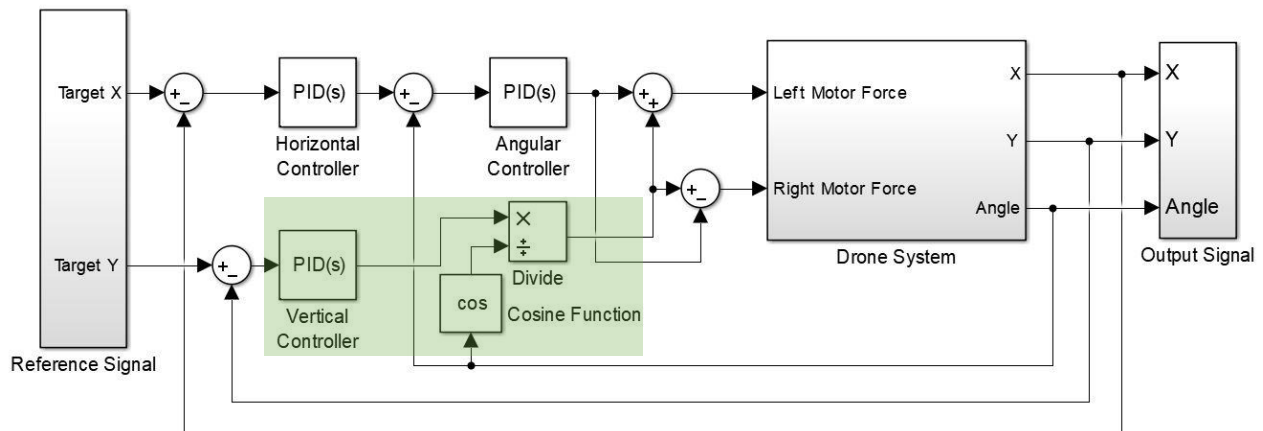 Target X
+
-
PID(s)
Horizontal
Controller
+
-
PID(s)
Angular
Controller
+
+
Left Motor Force
X
X
Y
Y
Right Motor Force
+
-
Angle
Angle
Drone System
Output Signal
Target Y
+
-
PID(s)
Vertical
Controller
×
÷
Divide
cos
Cosine Function
Reference Signal